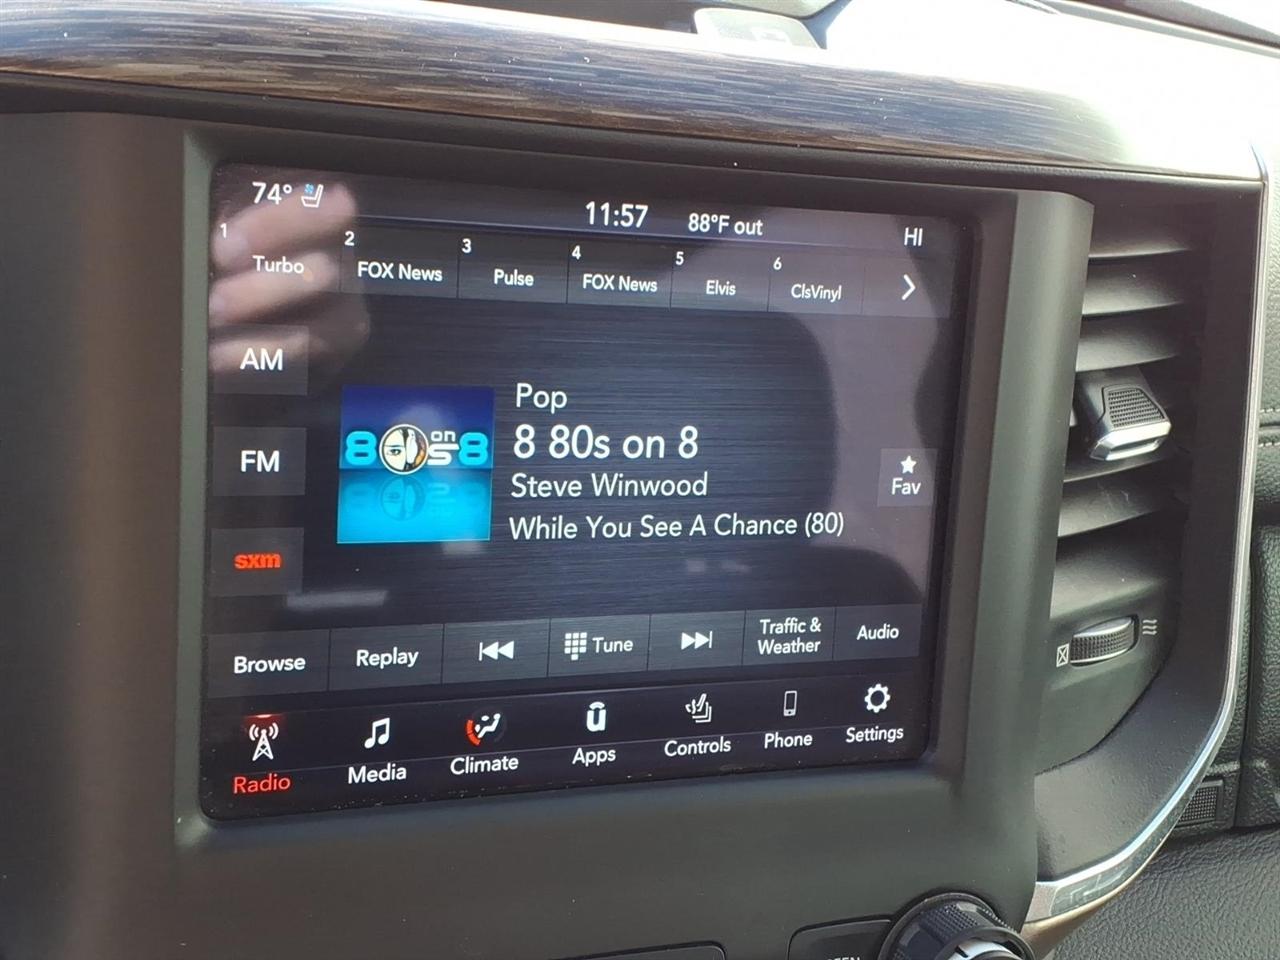 74°
11:57
88°F out
HI
1
Turbo
2
FOX News
3
Pulse
4
FOX News
5
Elvis
6
ClsVinyl
AM
FM
sxm
80s on 8
Pop
8 80s on 8
Steve Winwood
While You See A Chance (80)
Fav
Browse
Replay
Tune
Traffic &
Weather
Audio
Radio
Media
Climate
Apps
Controls
Phone
Settings